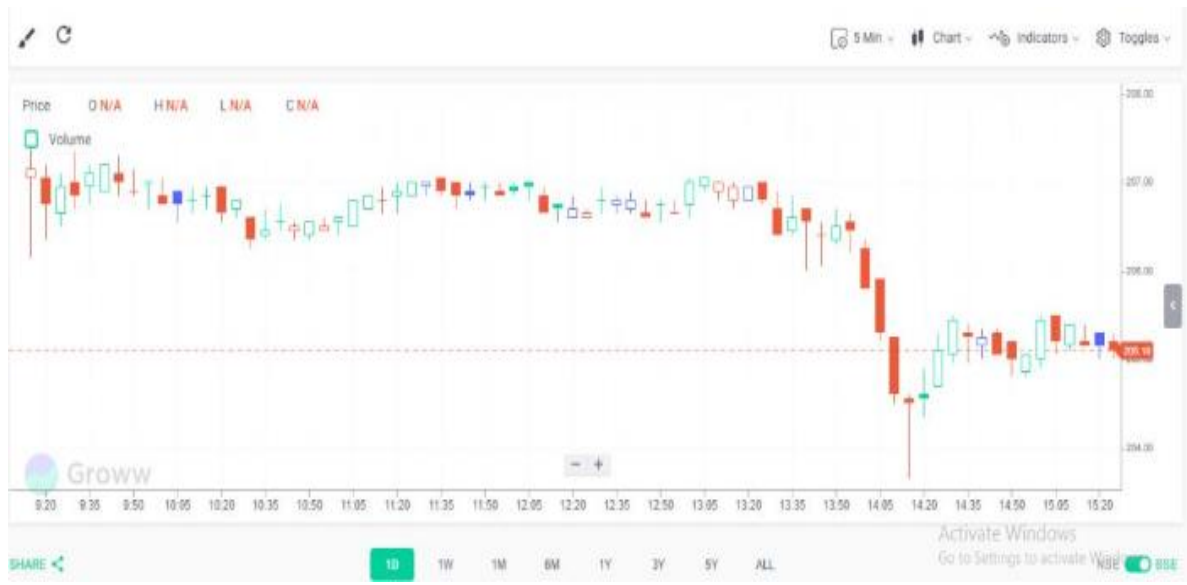 5 Min Chart Indicators Toggles
Price O N/A H N/A L N/A C N/A
Volume
208.00
207.00
206.00
205.10
204.00
Groww
- +
9:20 9:35 9:50 10:05 10:20 10:35 10:50 11:05 11:20 11:35 11:50 12:05 12:20 12:35 12:50 13:05 13:20 13:35 13:50 14:05 14:20 14:35 14:50 15:05 15:20
Activate Windows
Go to Settings to activate
SHARE 1D 1W 1M 6M 1Y 3Y 5Y ALL NSE BSE